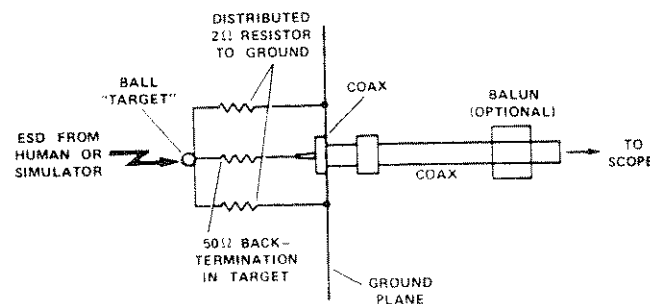 DISTRIBUTED
2Ω RESISTOR
TO GROUND
BALL
"TARGET"
COAX
BALUN
(OPTIONAL)
ESD FROM
HUMAN OR
SIMULATOR
TO
SCOPE
COAX
50Ω BACK-
TERMINATION
IN TARGET
GROUND
PLANE